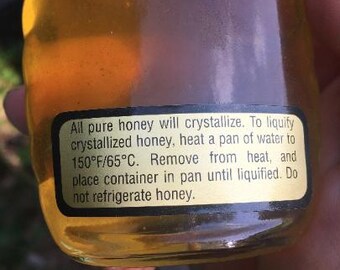 All pure honey will crystallize. To liquify
crystallized honey, heat a pan of water to
150°F/65°C. Remove from heat, and
place container in pan until liquified. Do
not refrigerate honey.